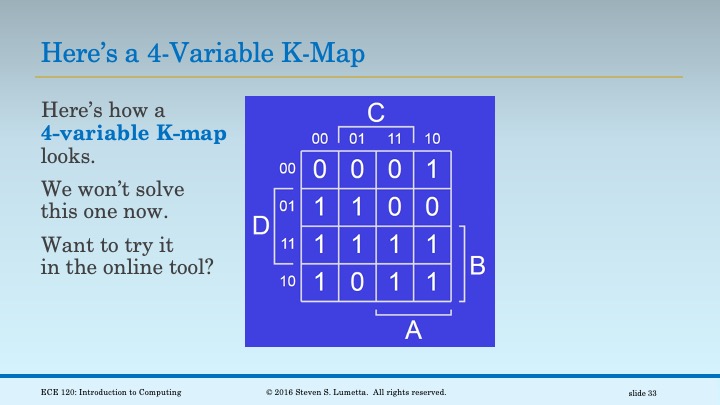 Here's a 4-Variable K-Map
Here's how a
4-variable K-map
looks.
We won't solve
this one now.
Want to try it
in the online tool?
C
00 01 11 10
00 0 0 0 1
01 1 1 0 0
D
11 1 1 1 1
B
10 1 0 1 1
A
ECE 120: Introduction to Computing
© 2016 Steven S. Lumetta. All rights reserved.
slide 33